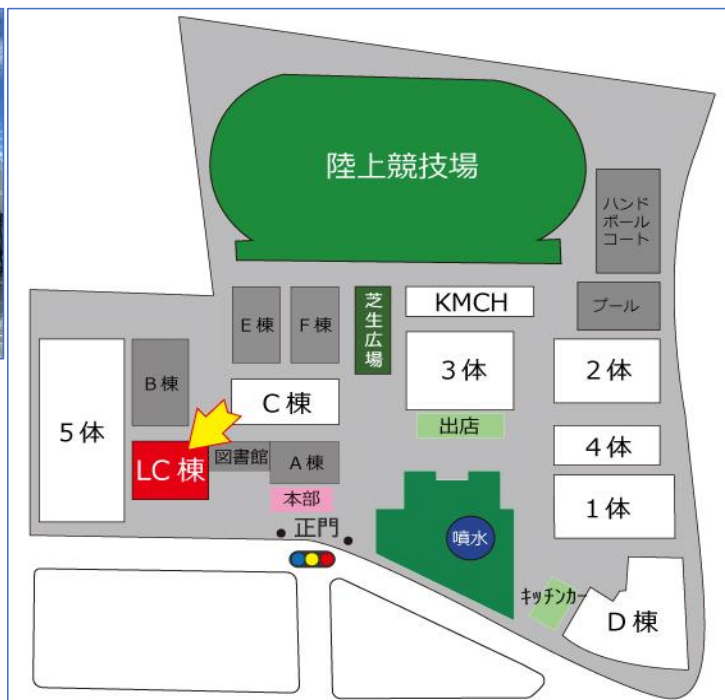 陸上競技場
ハンド
ボール
コート
E棟
F棟
芝生広場
KMCH
プール
B棟
C棟
3体
2体
5体
出店
4体
LC棟
図書館
A棟
本部
1体
正門
噴水
キッチンカー
D棟